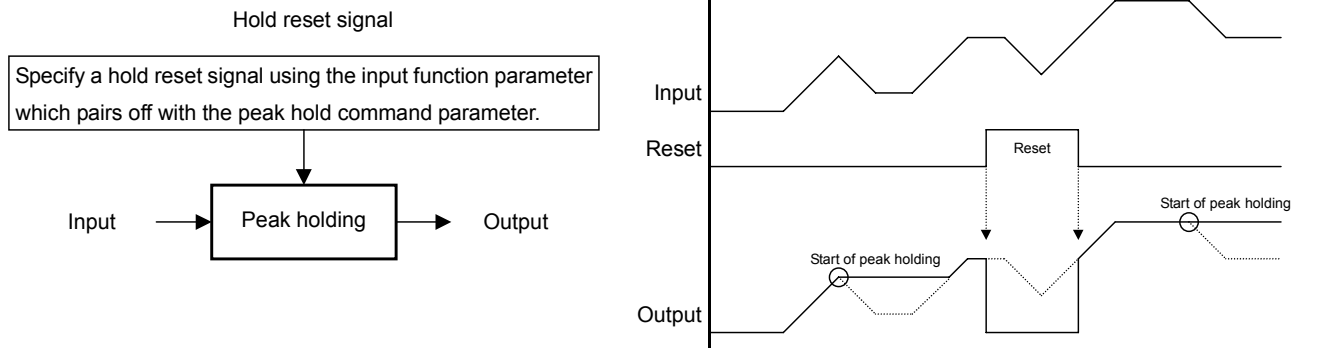 Hold reset signal
Specify a hold reset signal using the input function parameter
which pairs off with the peak hold command parameter.
Input
Peak holding
Output
Input
Reset
Reset
Start of peak holding
Start of peak holding
Output